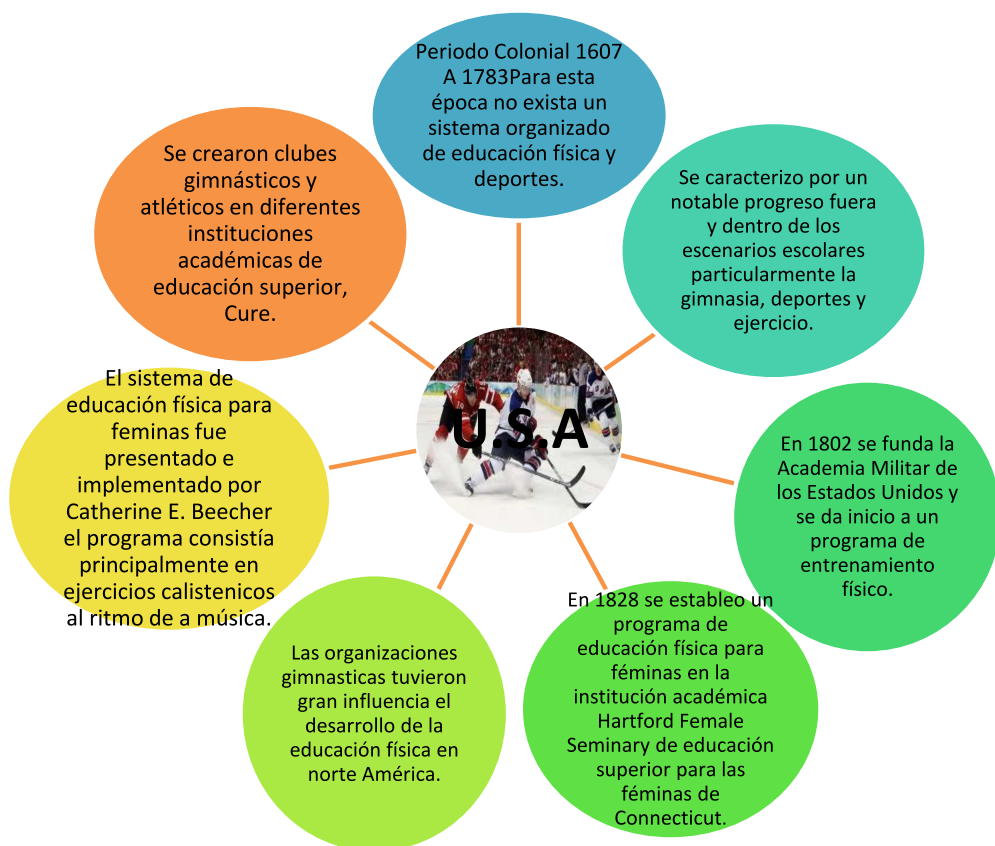 Periodo Colonial 1607
A 1783Para esta
época no exista un
sistema organizado
de educación física y
deportes.
Se caracterizo por un
notable progreso fuera
y dentro de los
escenarios escolares
particularmente la
gimnasia, deportes y
ejercicio.
En 1802 se funda la
Academia Militar de
los Estados Unidos y
se da inicio a un
programa de
entrenamiento
físico.
En 1828 se estableo un
programa de
educación física para
féminas en la
institución académica
Hartford Female
Seminary de educación
superior para las
féminas de
Connecticut.
Las organizaciones
gimnasticas tuvieron
gran influencia el
desarrollo de la
educación física en
norte América.
El sistema de
educación física para
feminas fue
presentado e
implementado por
Catherine E. Beecher
el programa consistía
principalmente en
ejercicios calistenicos
al ritmo de a música.
Se crearon clubes
gimnásticos y
atléticos en diferentes
instituciones
académicas de
educación superior,
Cure.
U.S A